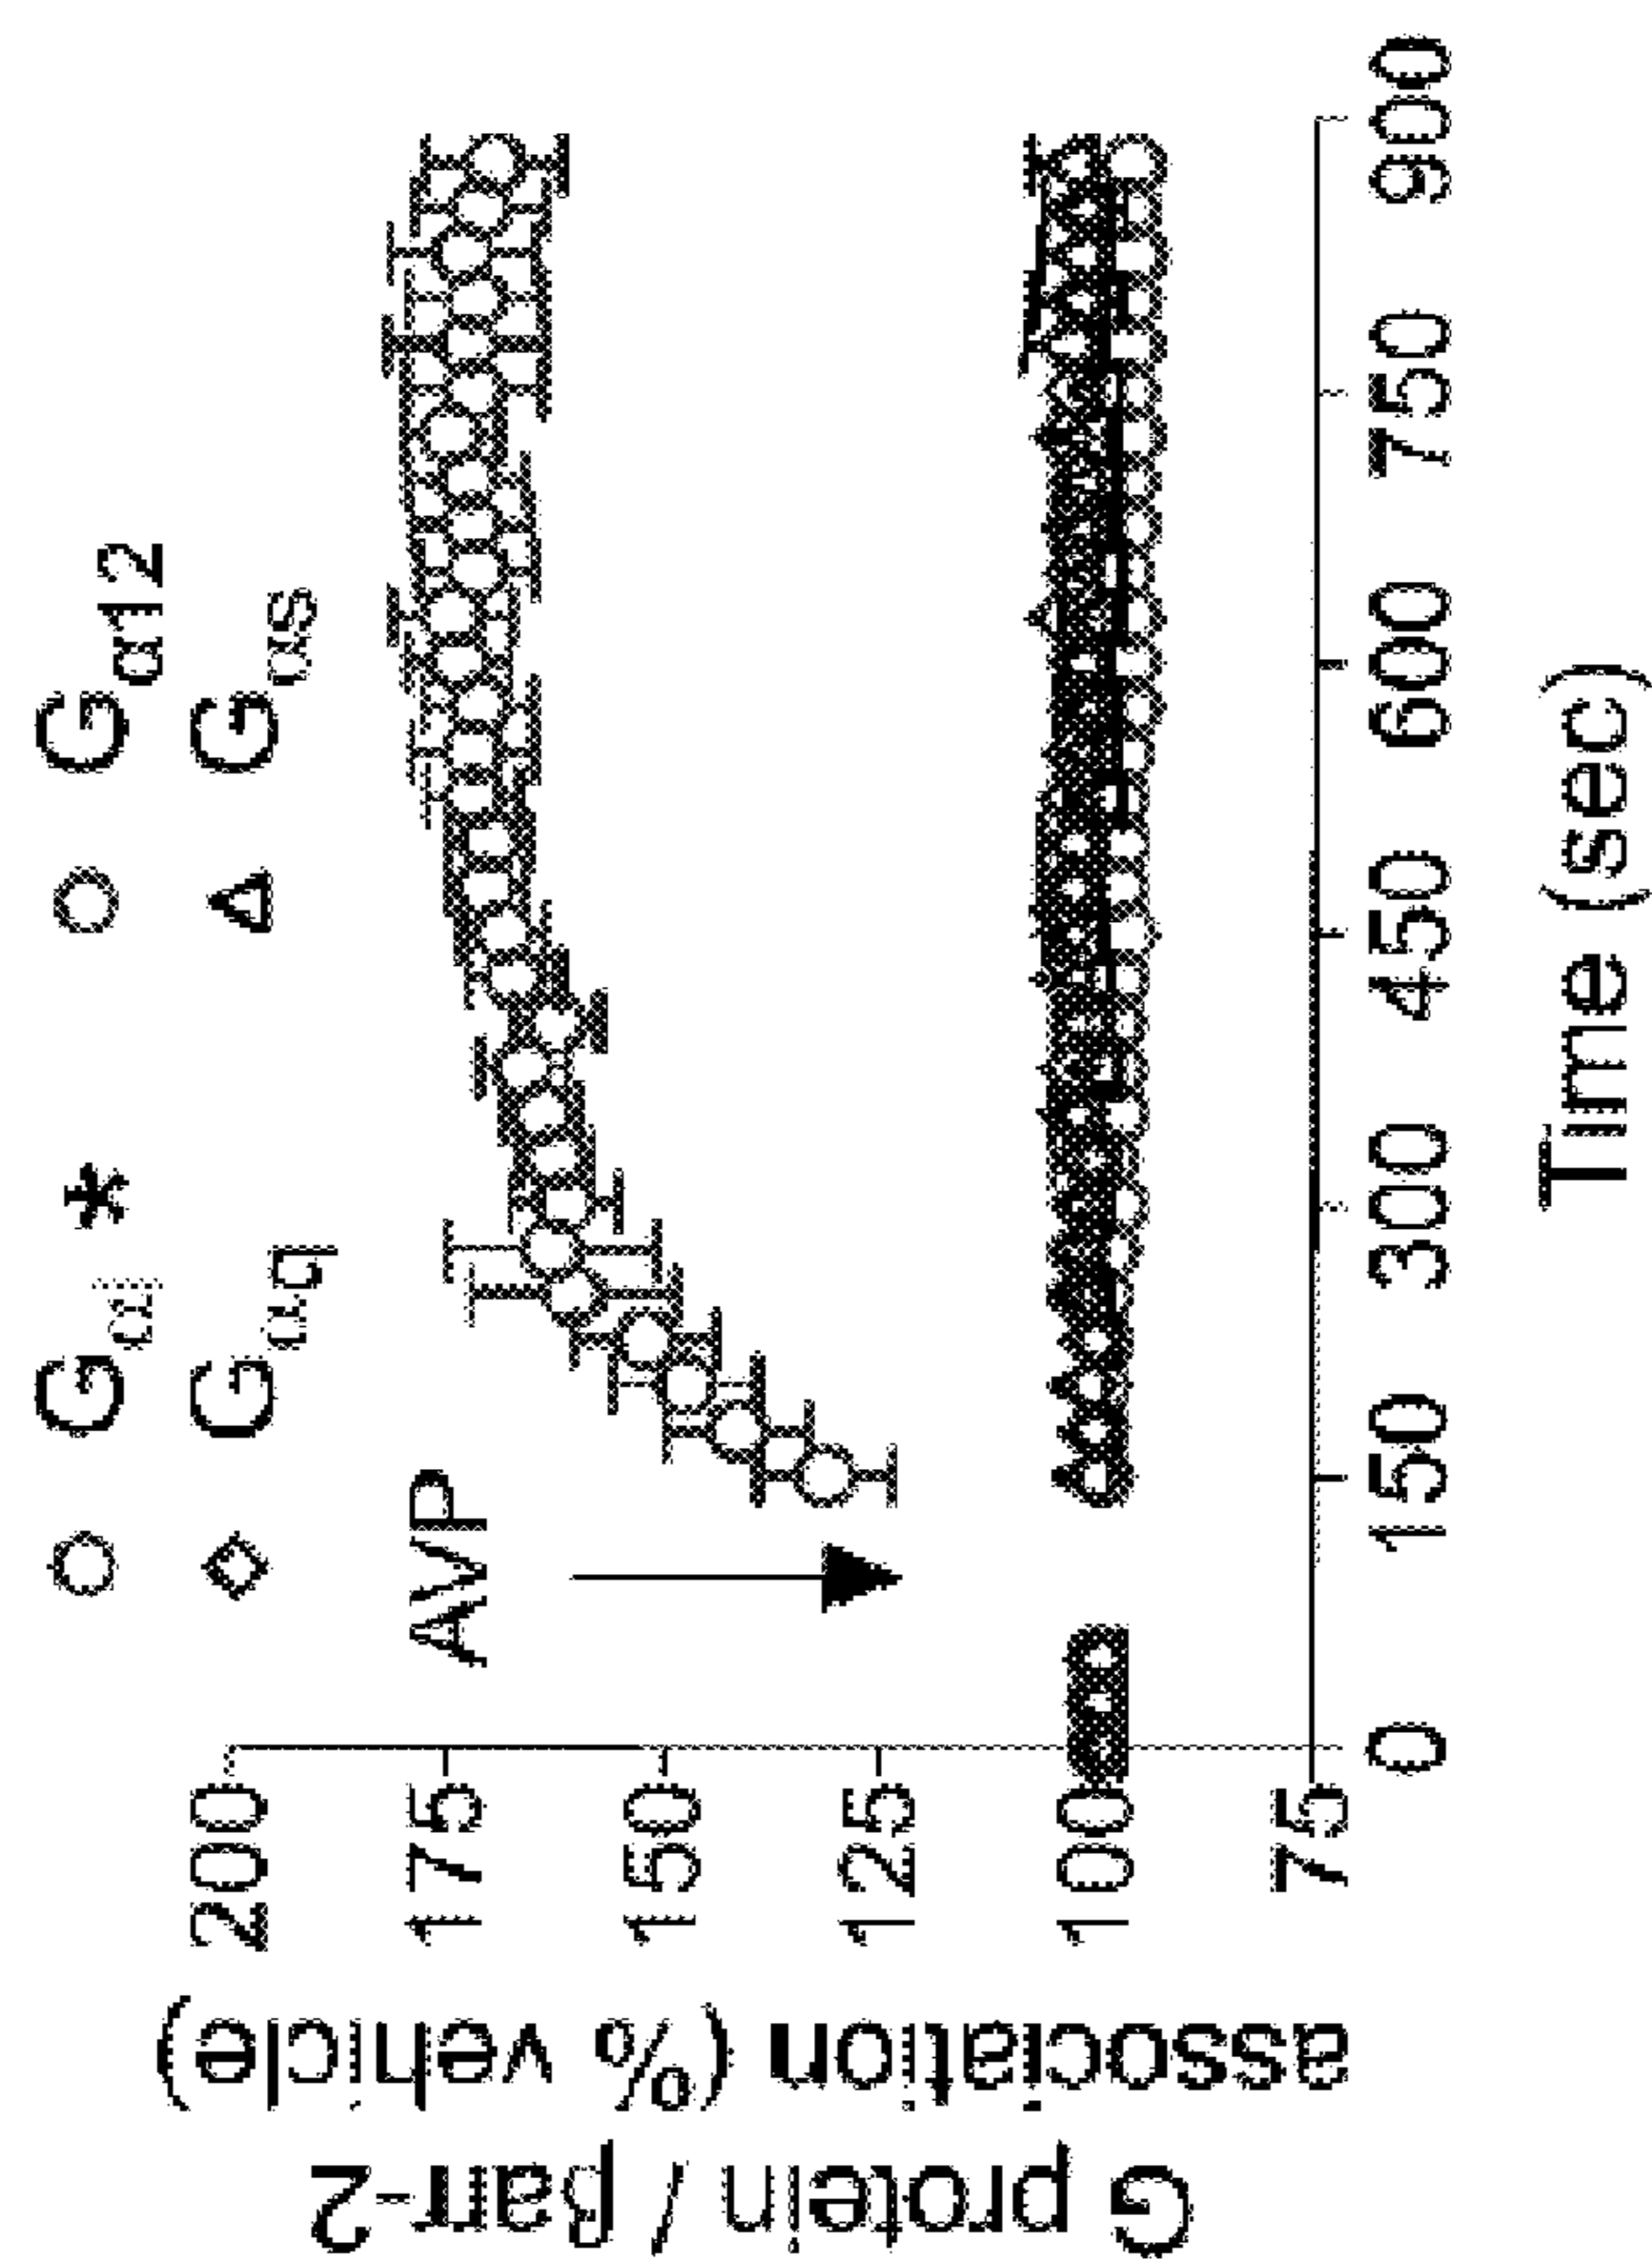 Gαi * Gα12
Gαq Gαs
AVP
G protein / βarr-2
association (% vehicle)
200
175
150
125
100
75
0 150 300 450 600 750 900
Time (sec)